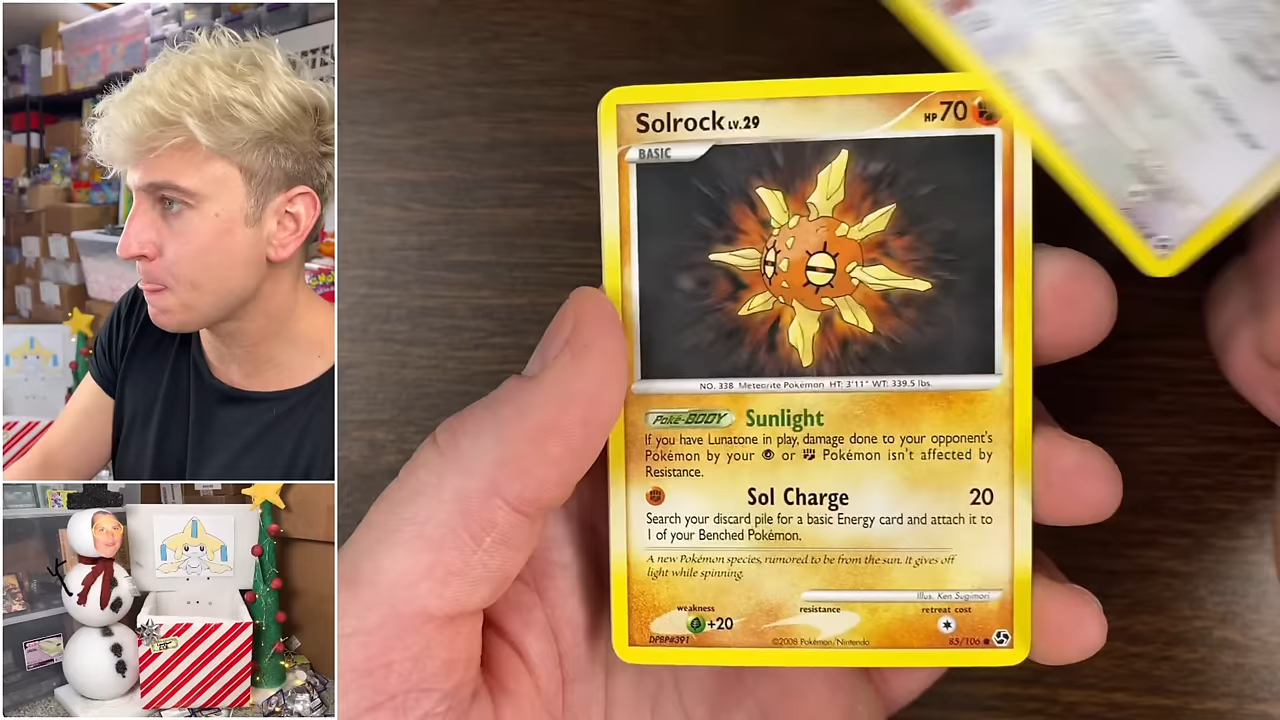 Solrock LV.29
HP 70
BASIC
NO. 338 Meteorite Pokémon HT: 3'11" WT: 339.5 lbs.
Poké-BODY Sunlight
If you have Lunatone in play, damage done to your opponent's
Pokémon by your or Pokémon isn't affected by
Resistance.
Sol Charge 20
Search your discard pile for a basic Energy card and attach it to
1 of your Benched Pokémon.
A new Pokémon species, rumored to be from the sun. It gives off
light while spinning.
Illus. Ken Sugimori
weakness resistance retreat cost
+20
DPBP#391 ©2008 Pokémon/Nintendo 85/106